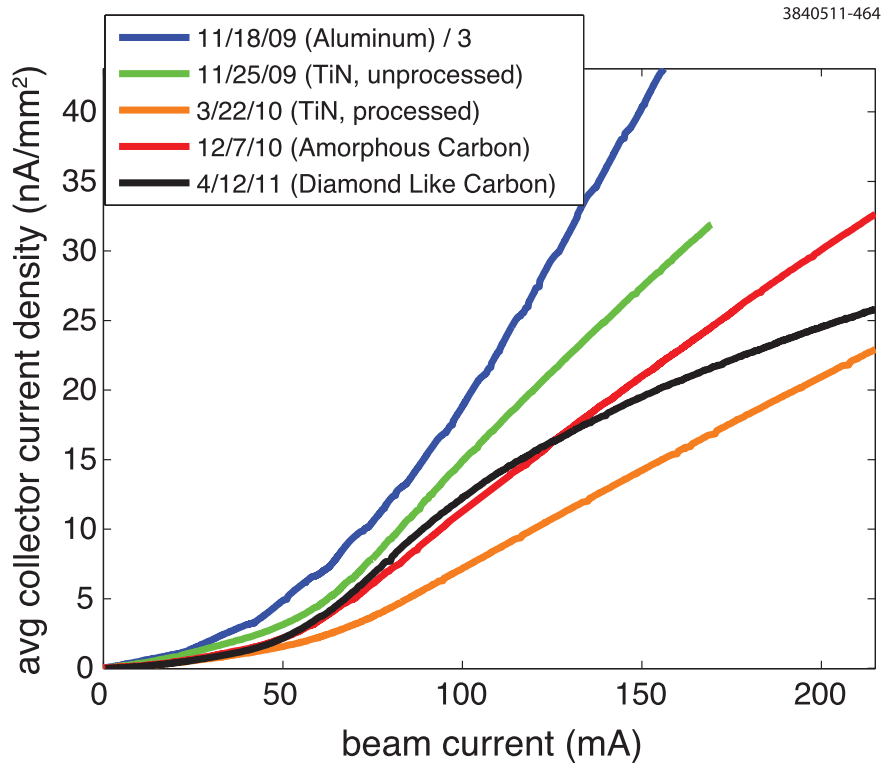 3840511-464
11/18/09 (Aluminum) / 3
11/25/09 (TiN, unprocessed)
3/22/10 (TiN, processed)
12/7/10 (Amorphous Carbon)
4/12/11 (Diamond Like Carbon)
avg collector current density (nA/mm²)
40
35
30
25
20
15
10
5
0
0 50 100 150 200
beam current (mA)